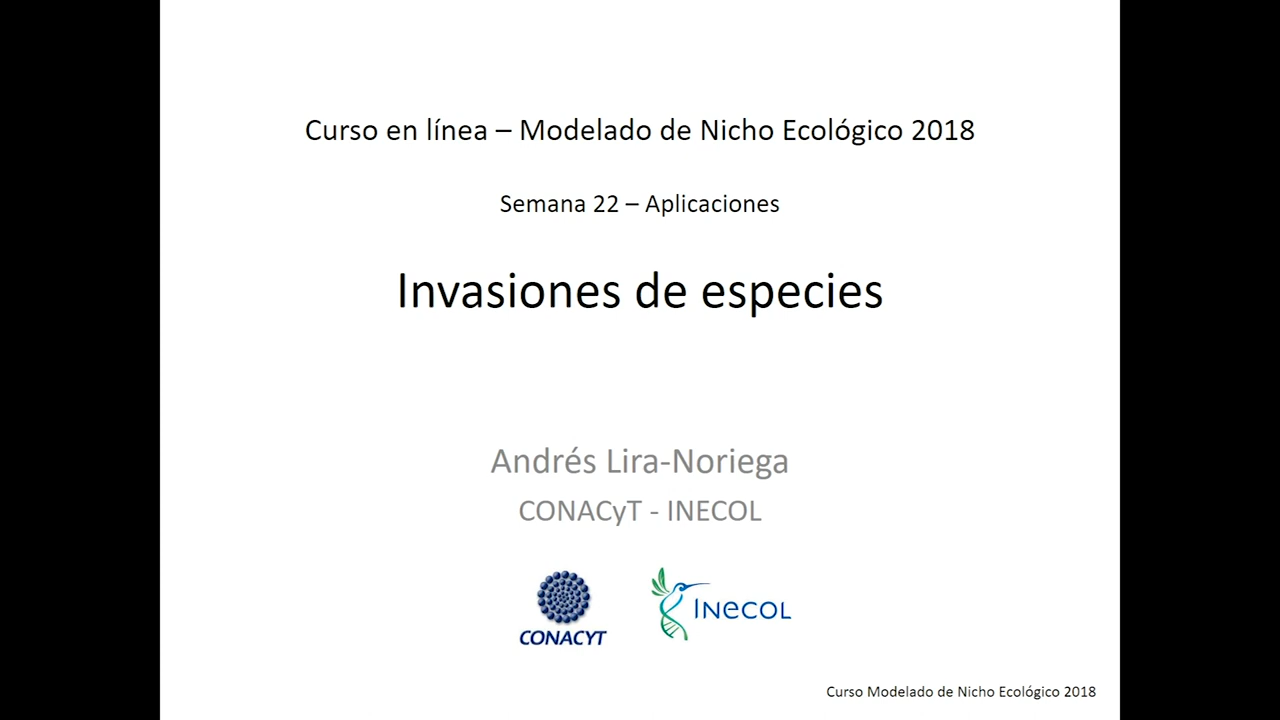 Curso en línea – Modelado de Nicho Ecológico 2018
Semana 22 – Aplicaciones
Invasiones de especies
Andrés Lira-Noriega
CONACyT - INECOL
CONACYT
INECOL
Curso Modelado de Nicho Ecológico 2018